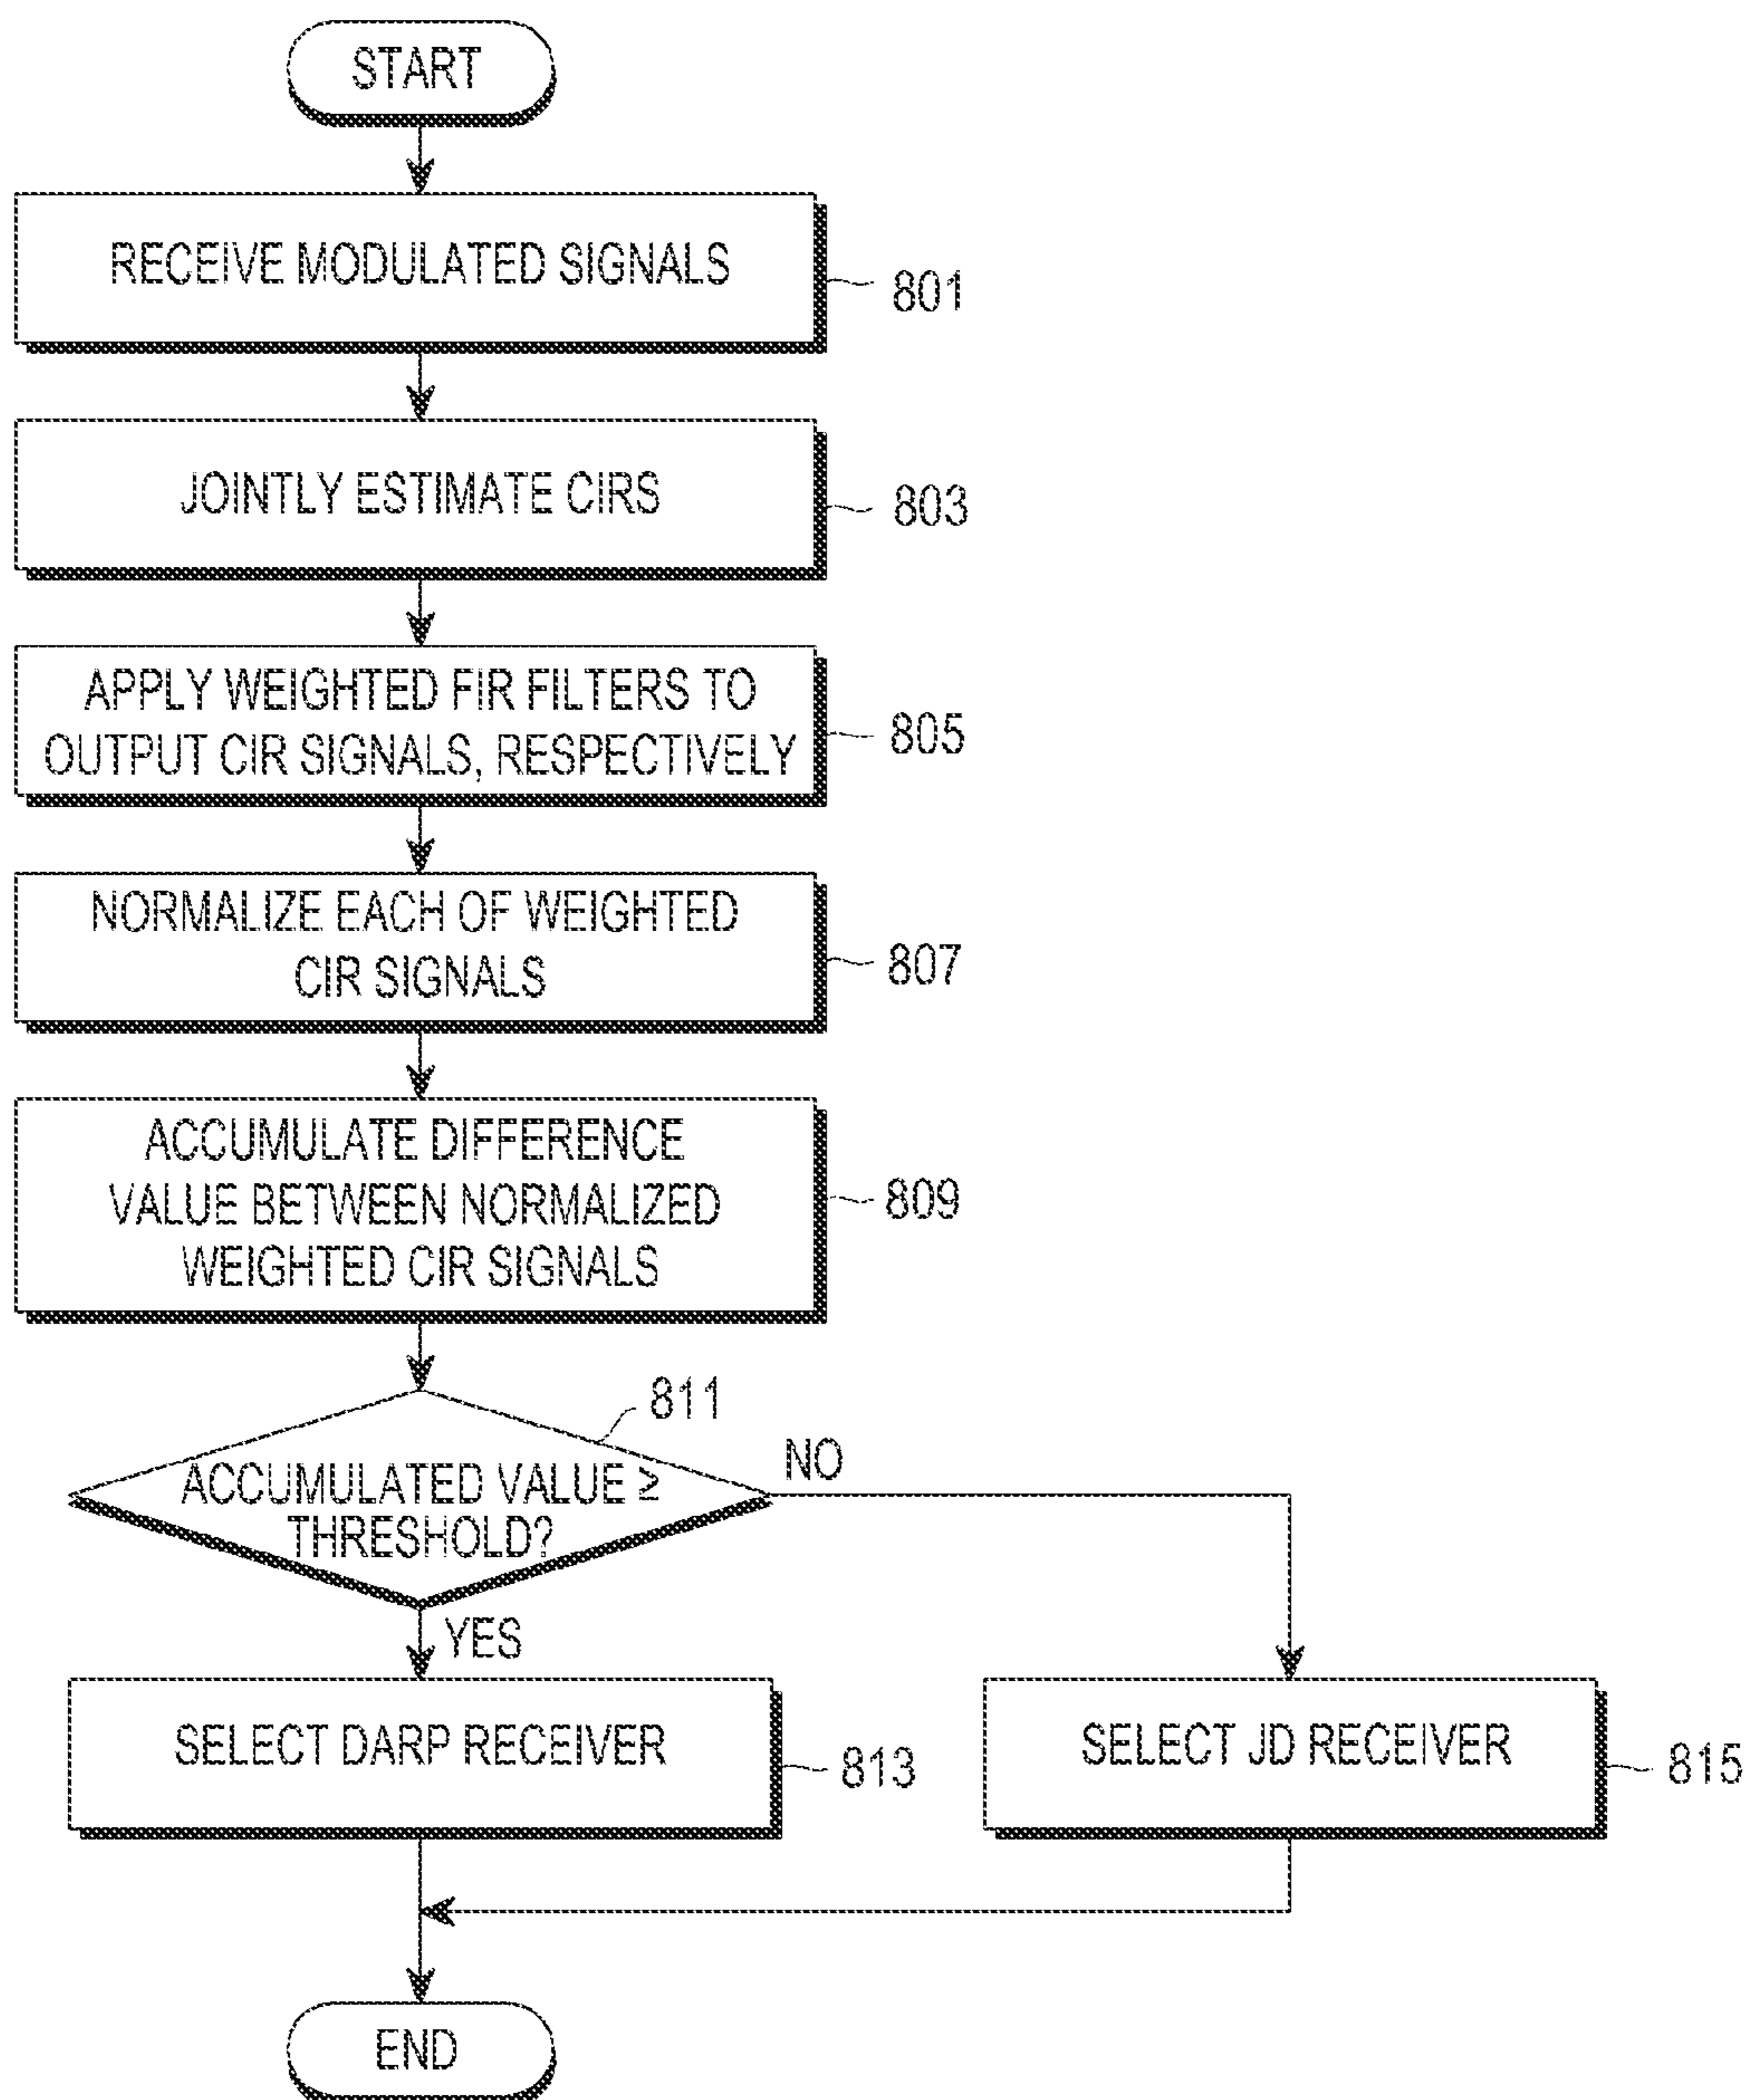 START
RECEIVE MODULATED SIGNALS
801
JOINTLY ESTIMATE CIRS
803
APPLY WEIGHTED FIR FILTERS TO
OUTPUT CIR SIGNALS, RESPECTIVELY
805
NORMALIZE EACH OF WEIGHTED
CIR SIGNALS
807
ACCUMULATE DIFFERENCE
VALUE BETWEEN NORMALIZED
WEIGHTED CIR SIGNALS
809
811
ACCUMULATED VALUE ≥
THRESHOLD?
NO
YES
SELECT DARP RECEIVER
813
SELECT JD RECEIVER
815
END